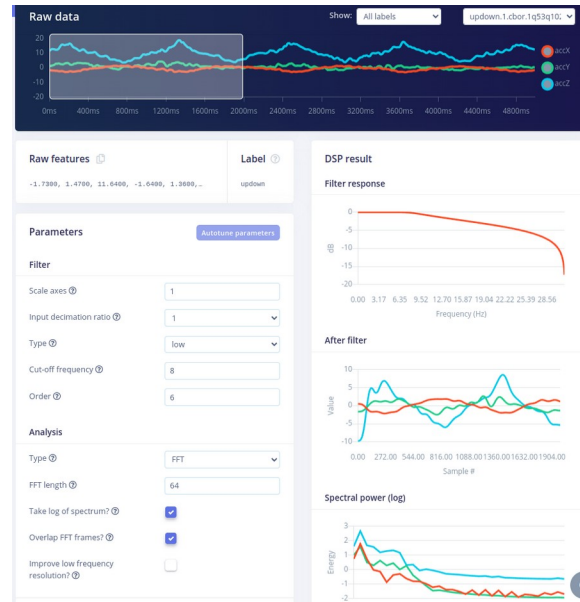 Raw data
Show: All labels updown.1.cbor.1q53q10
20
10
0
-10
-20
accX
accY
accZ
0ms 400ms 800ms 1200ms 1600ms 2000ms 2400ms 2800ms 3200ms 3600ms 4000ms 4400ms 4800ms
Raw features Label
-1.7300, 1.4700, 11.6400, -1.6400, 1.3600,… updown
Parameters Autotune parameters
Filter
Scale axes 1
Input decimation ratio 1
Type low
Cut-off frequency 8
Order 6
Analysis
Type FFT
FFT length 64
Take log of spectrum?
Overlap FFT frames?
Improve low frequency
resolution?
DSP result
Filter response
0
-5
-10
-15
-20
dB
0.00 3.17 6.35 9.52 12.70 15.87 19.04 22.22 25.39 28.56
Frequency (Hz)
After filter
10
5
0
-5
-10
Value
0.00 272.00 544.00 816.00 1088.00 1360.00 1632.00 1904.00
Sample #
Spectral power (log)
3
2
1
0
-1
-2
Energy